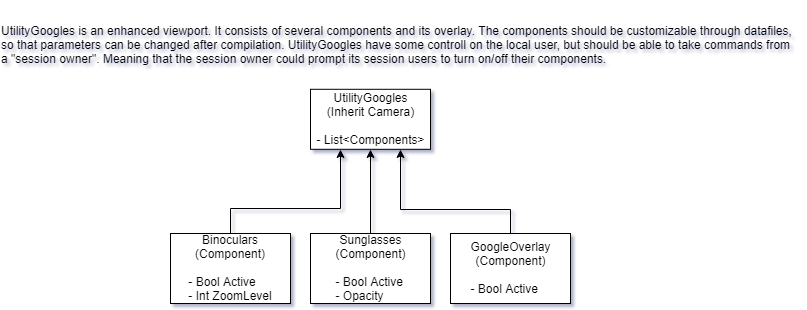 UtilityGoogles is an enhanced viewport. It consists of several components and its overlay. The components should be customizable through datafiles,
so that parameters can be changed after compilation. UtilityGoogles have some controll on the local user, but should be able to take commands from
a "session owner". Meaning that the session owner could prompt its session users to turn on/off their components.
UtilityGoogles
(Inherit Camera)
- List<Components>
Binoculars
(Component)
- Bool Active
- Int ZoomLevel
Sunglasses
(Component)
- Bool Active
- Opacity
GoogleOverlay
(Component)
- Bool Active